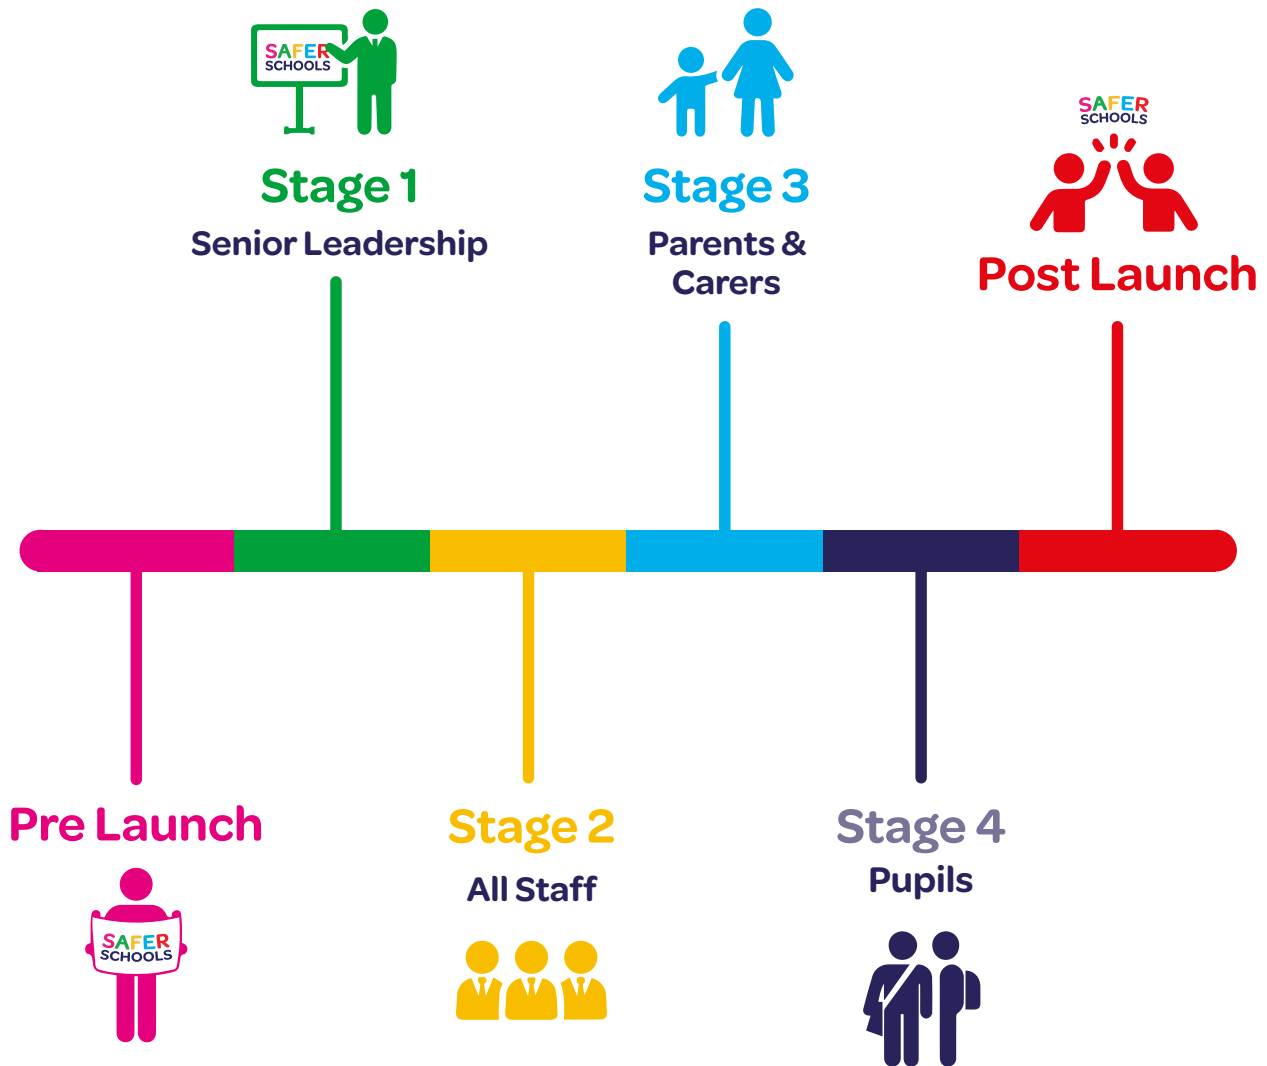 SAFER
SCHOOLS
Stage 1
Senior Leadership
Stage 3
Parents &
Carers
SAFER
SCHOOLS
Post Launch
Pre Launch
SAFER
SCHOOLS
Stage 2
All Staff
Stage 4
Pupils